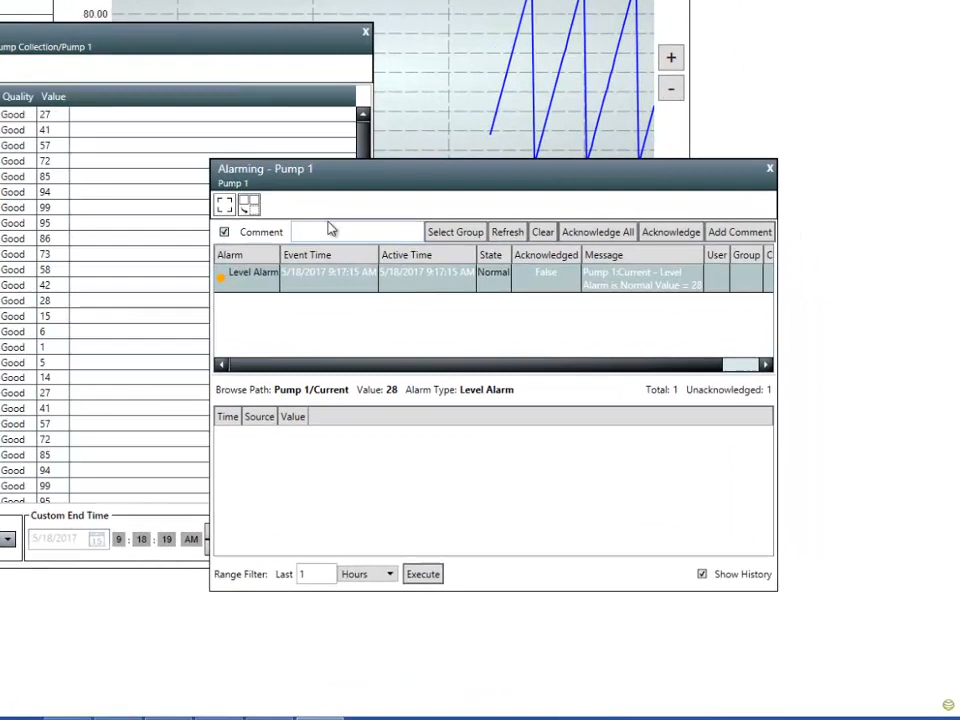 80.00
X
ump Collection/Pump 1
+
-
Quality Value
Good 27
Good 41
Good 57
Good 72
Good 85
Good 94
Good 99
Good 95
Good 86
Good 73
Good 58
Good 42
Good 28
Good 15
Good 6
Good 1
Good 5
Good 14
Good 27
Good 41
Good 57
Good 72
Good 85
Good 94
Good 99
Good 95
Custom End Time
5/18/2017 15 9 : 18 : 19 AM
Alarming - Pump 1 X
Pump 1
Comment Select Group Refresh Clear Acknowledge All Acknowledge Add Comment
Alarm Event Time Active Time State Acknowledged Message User Group C
Level Alarm 5/18/2017 9:17:15 AM 5/18/2017 9:17:15 AM Normal False Pump 1:Current - Level
Alarm is Normal Value = 28
Browse Path: Pump 1/Current Value: 28 Alarm Type: Level Alarm Total: 1 Unacknowledged: 1
Time Source Value
Range Filter: Last 1 Hours Execute Show History